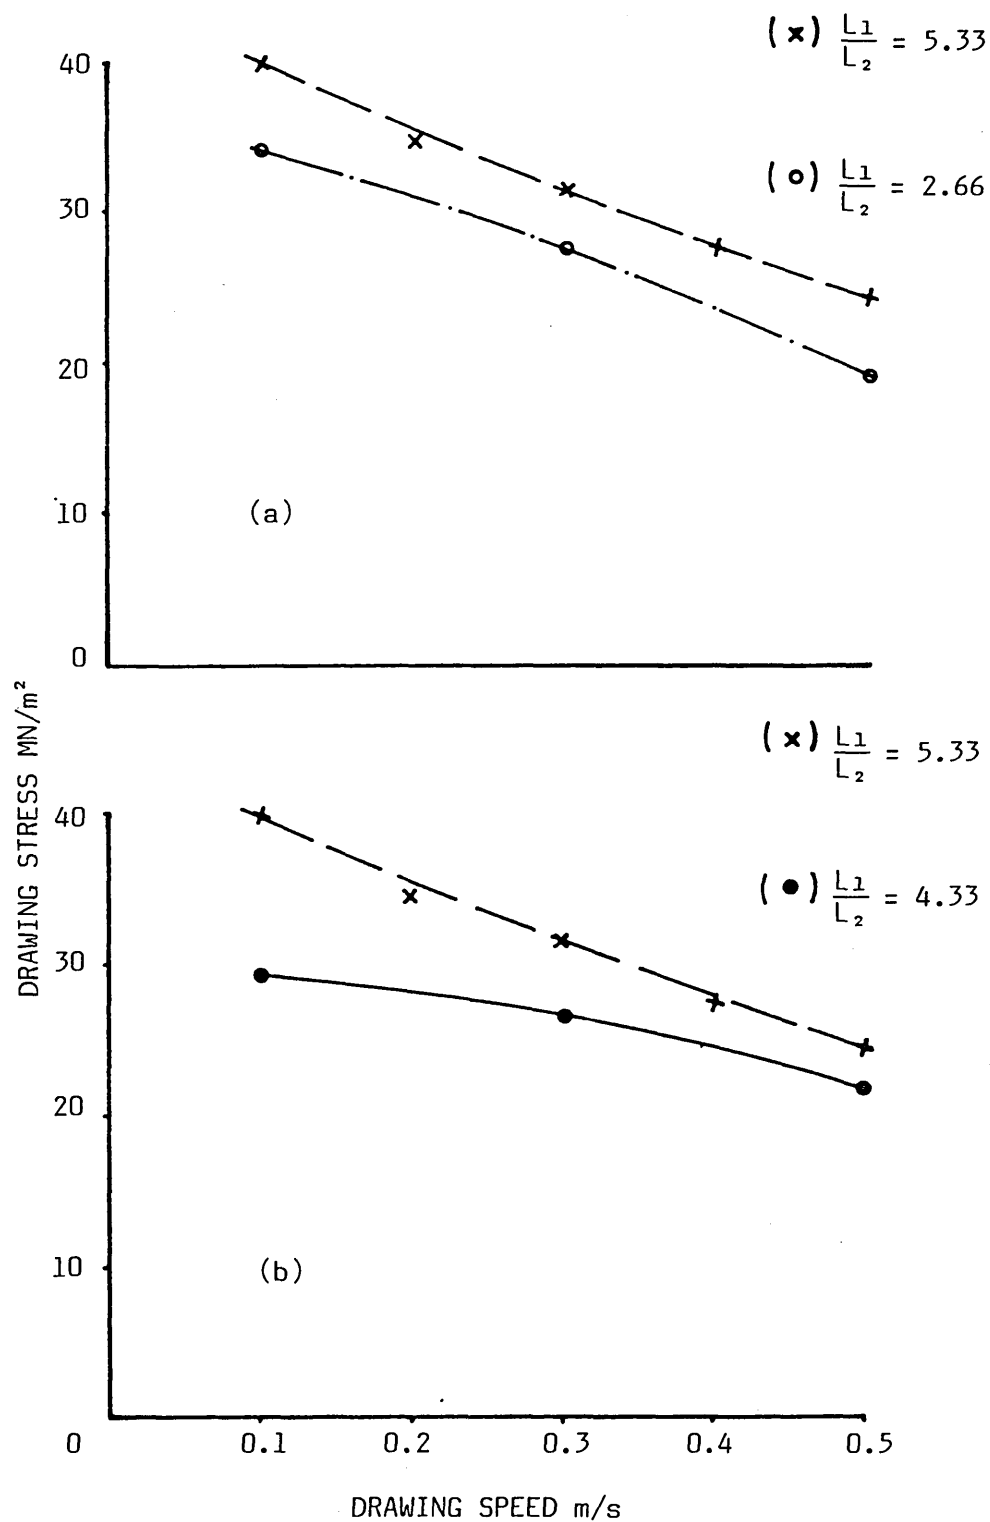 (×) L1/L2 = 5.33
40
(o) L1/L2 = 2.66
30
20
10
(a)
0
DRAWING STRESS MN/m²
(×) L1/L2 = 5.33
40
(●) L1/L2 = 4.33
30
20
10
(b)
0 0.1 0.2 0.3 0.4 0.5
DRAWING SPEED m/s